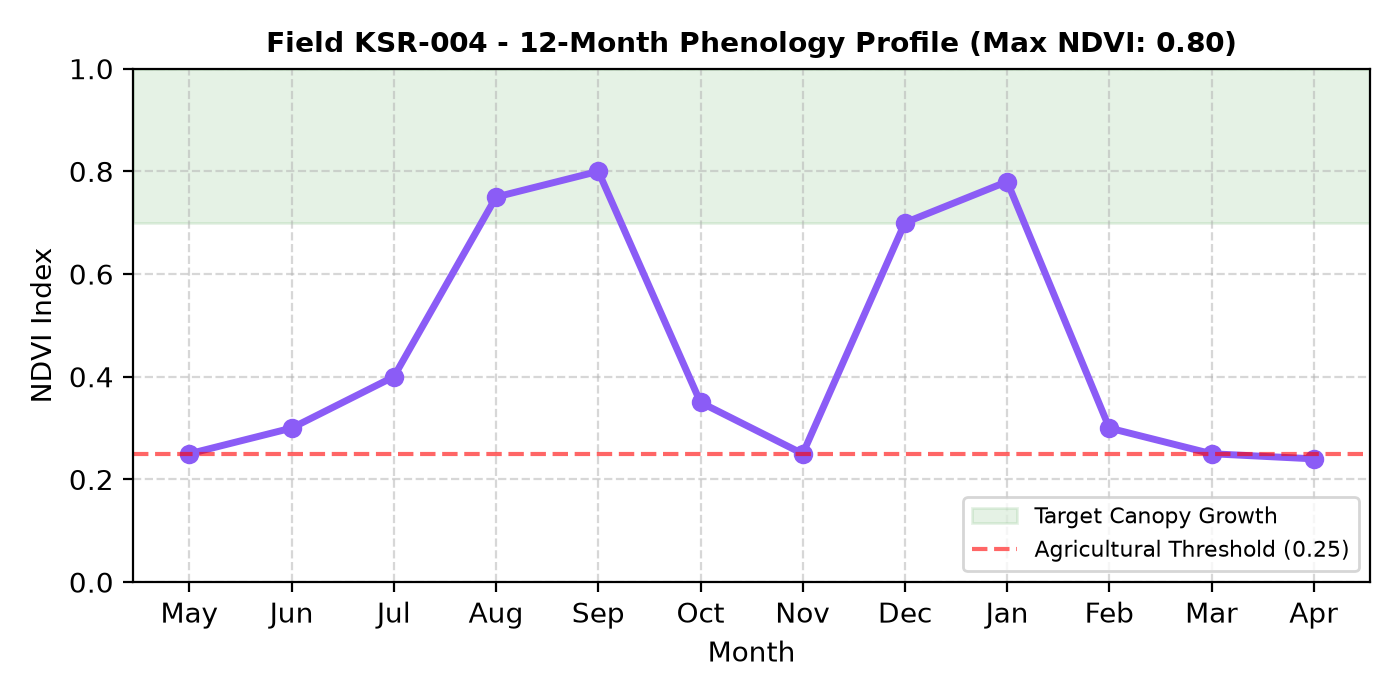 Field KSR-004 - 12-Month Phenology Profile (Max NDVI: 0.80)
NDVI Index
1.0
0.8
0.6
0.4
0.2
0.0
Target Canopy Growth
Agricultural Threshold (0.25)
May Jun Jul Aug Sep Oct Nov Dec Jan Feb Mar Apr
Month